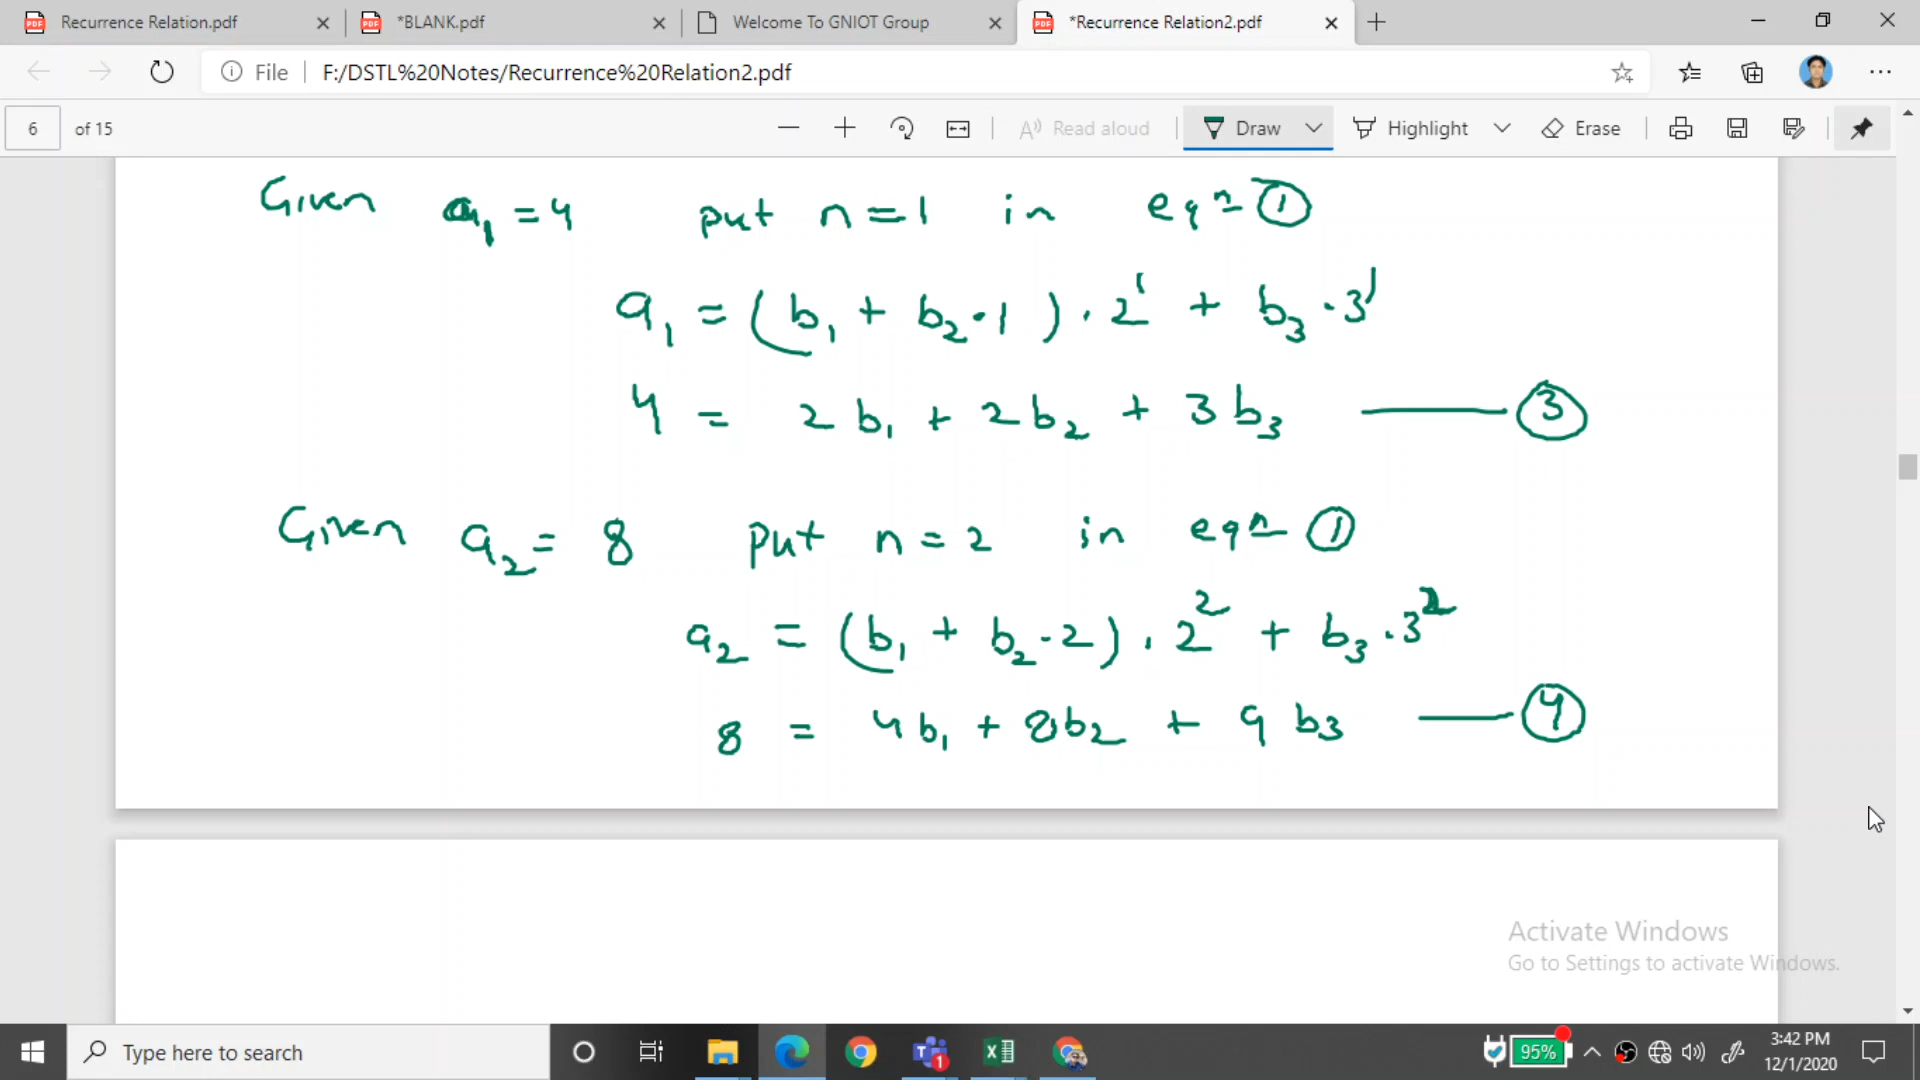 Recurrence Relation.pdf
*BLANK.pdf
Welcome To GNIOT Group
*Recurrence Relation2.pdf
File
F:/DSTL%20Notes/Recurrence%20Relation2.pdf
6 of 15
Read aloud
Draw
Highlight
Erase
Given a₁ = 4 put n = 1 in eqⁿ ①
a₁ = (b₁ + b₂ · 1) · 2¹ + b₃ · 3¹
4 = 2b₁ + 2b₂ + 3b₃ — ③
Given a₂ = 8 put n = 2 in eqⁿ ①
a₂ = (b₁ + b₂ · 2) · 2² + b₃ · 3²
8 = 4b₁ + 8b₂ + 9b₃ — ④
Activate Windows
Go to Settings to activate Windows.
Type here to search
1
95%
3:42 PM
12/1/2020